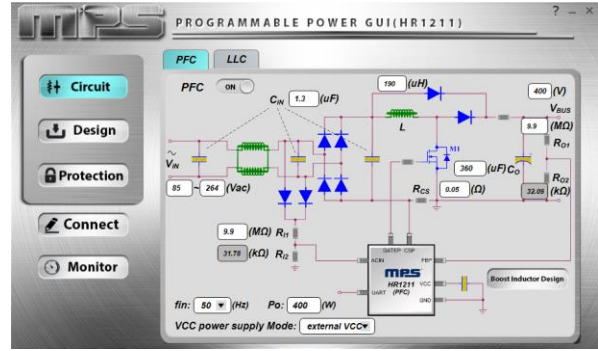 mPS PROGRAMMABLE POWER GUI(HR1211) ? – ×
PFC LLC
Circuit
Design
Protection
Connect
Monitor
PFC ON
CIN 1.3 (uF)
190 (uH)
L
400 (V)
VBUS
9.9 (MΩ)
RO1
M1
360 (uF) CO
RO2
32.05 (kΩ)
~
VIN
85 ~ 264 (Vac)
RCS 0.05 (Ω)
9.9 (MΩ) RI1
31.78 (kΩ) RI2
GATEP CSP
ACIN FBP
mPS
HR1211
(PFC)
VCC
UART
GND
Boost Inductor Design
fin: 50 (Hz) Po: 400 (W)
VCC power supply Mode: external VCC